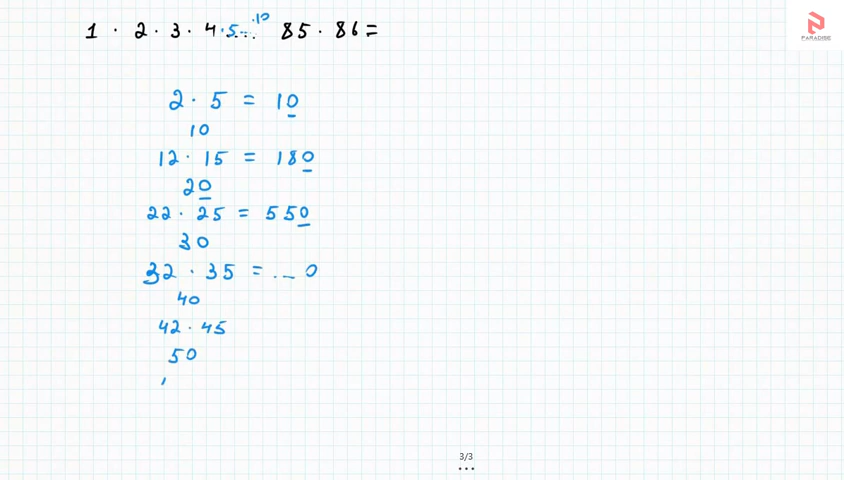 1 · 2 · 3 · 4 · 5 ... · 10 ... 85 · 86 =
PARADISE
2 · 5 = 10
10
12 · 15 = 180
20
22 · 25 = 550
30
32 · 35 = ... 0
40
42 · 45
50
3/3
...